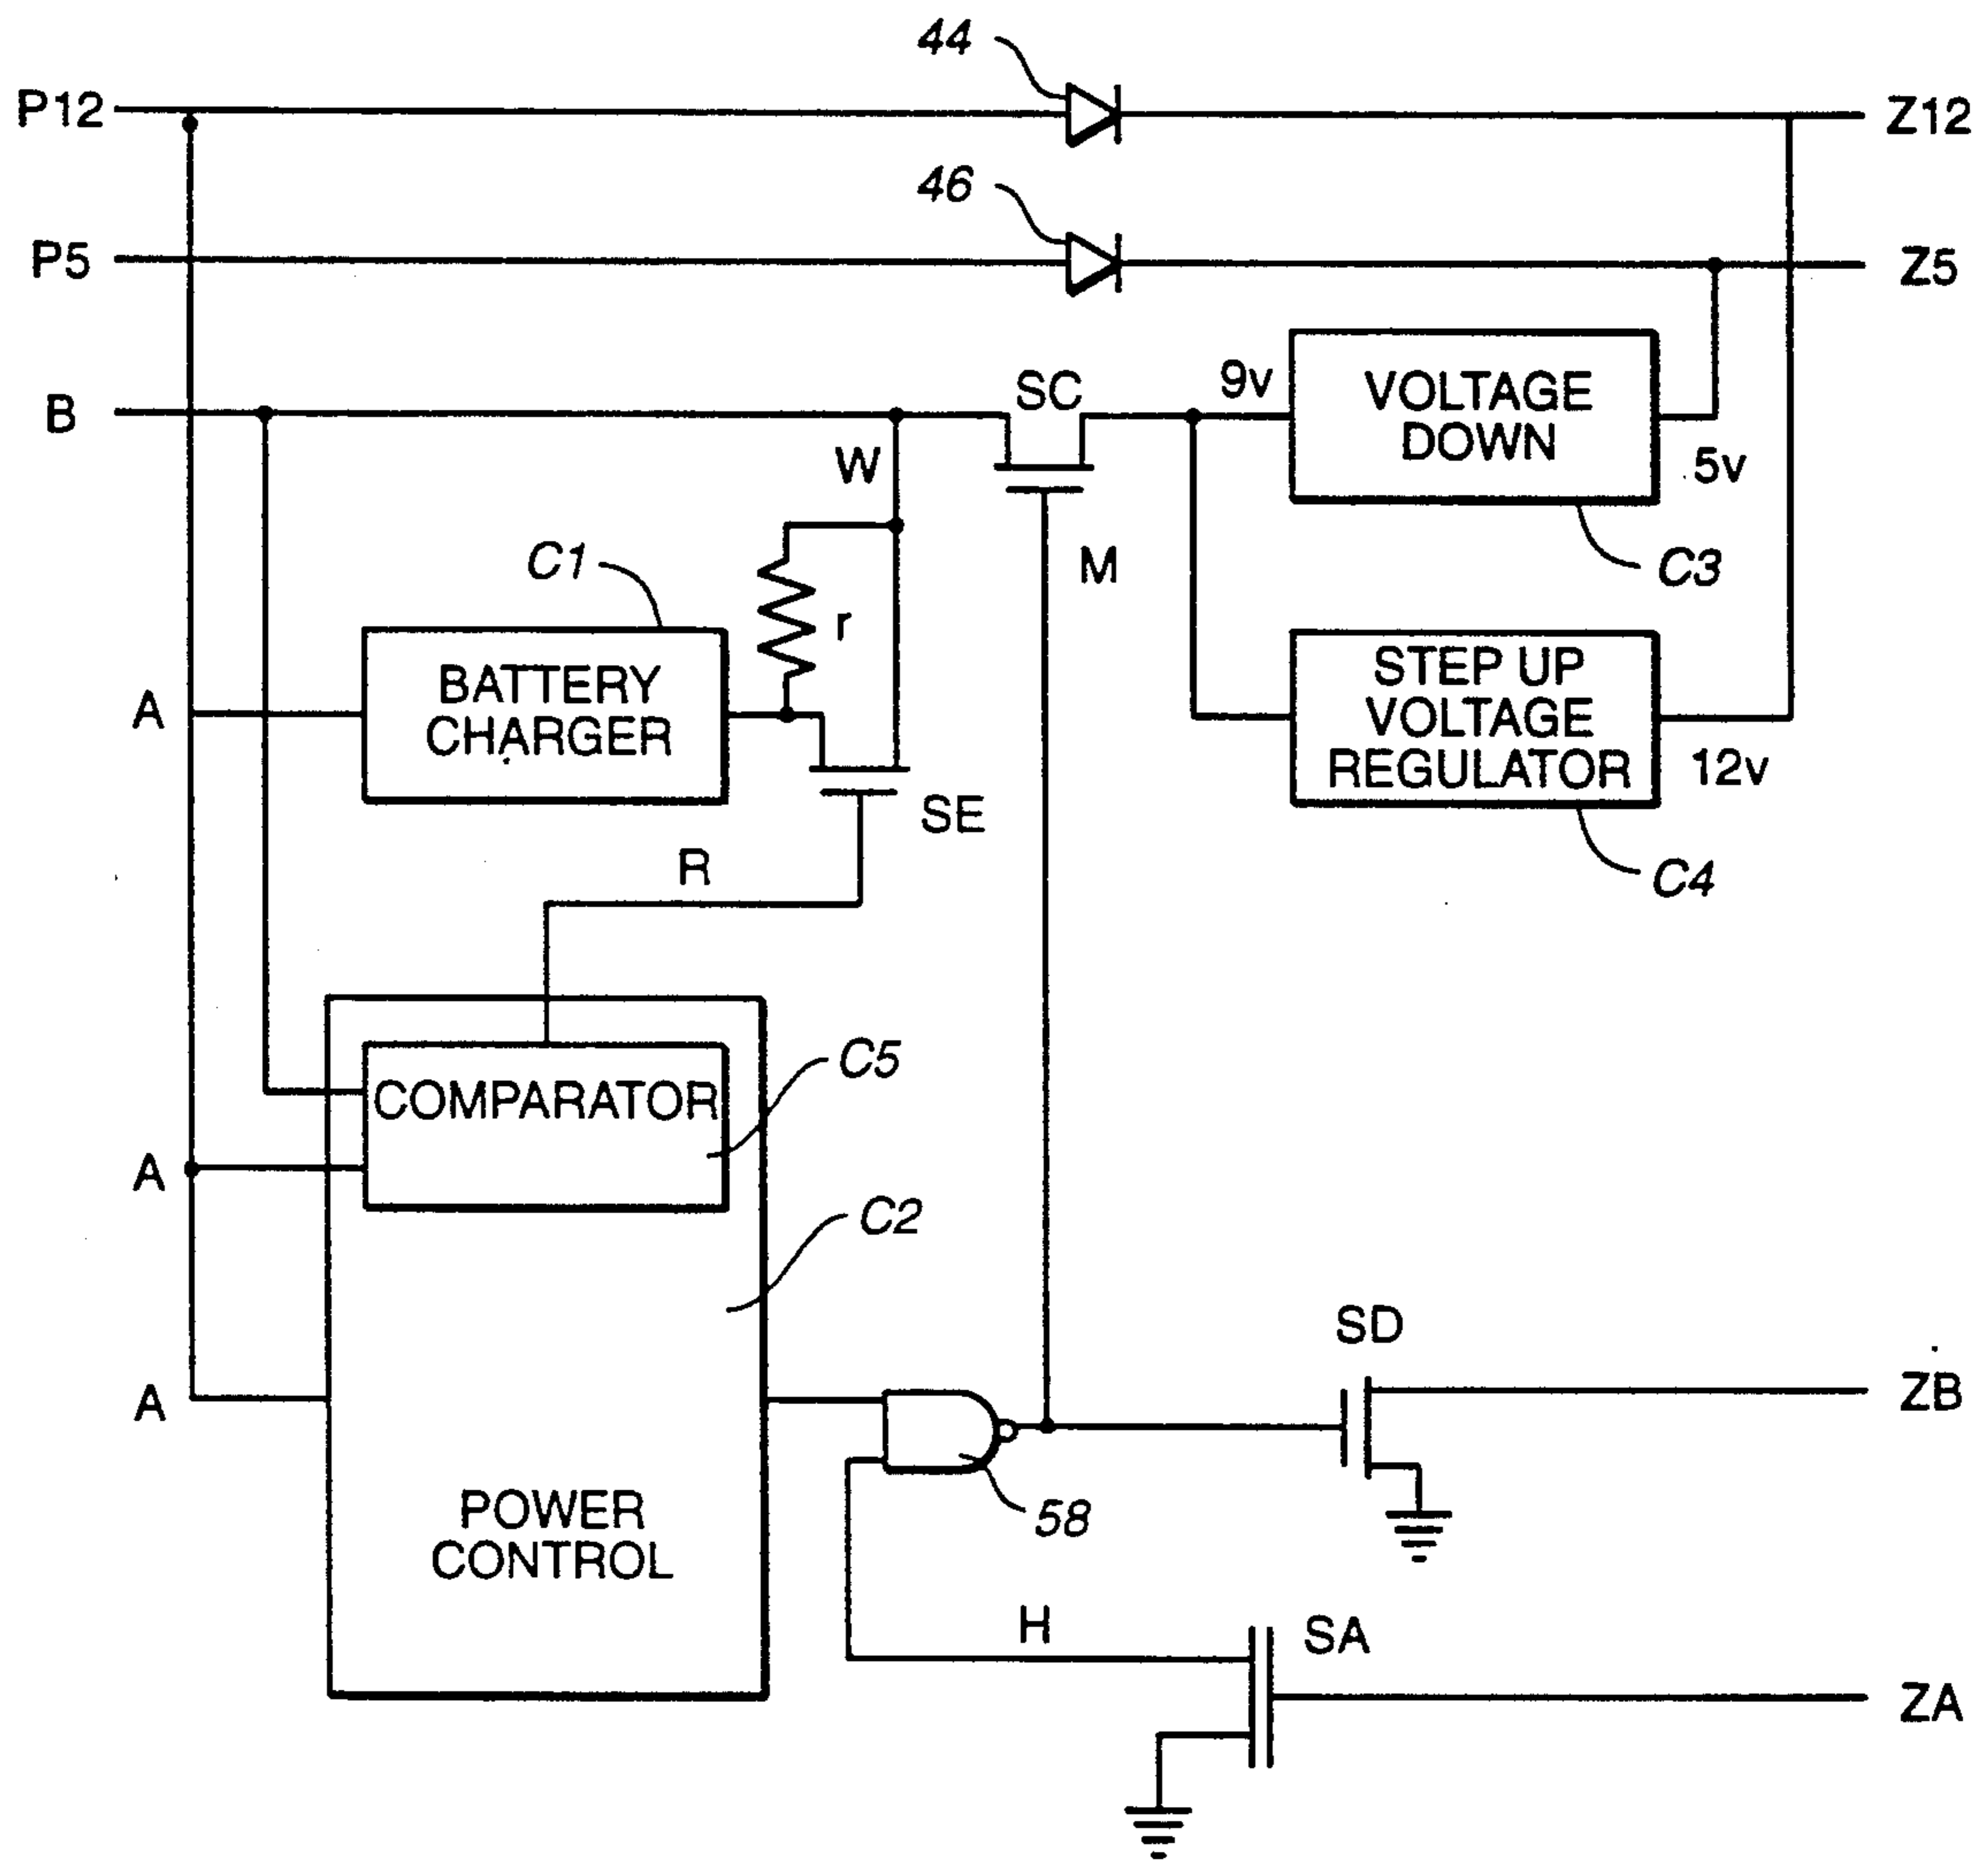 44
P12
Z12
46
P5
Z5
B
SC
9v
VOLTAGE
DOWN
5v
W
M
C3
C1
r
A
BATTERY
CHARGER
STEP UP
VOLTAGE
REGULATOR
12v
SE
R
C4
C5
COMPARATOR
A
C2
A
SD
ZB
58
POWER
CONTROL
H
SA
ZA